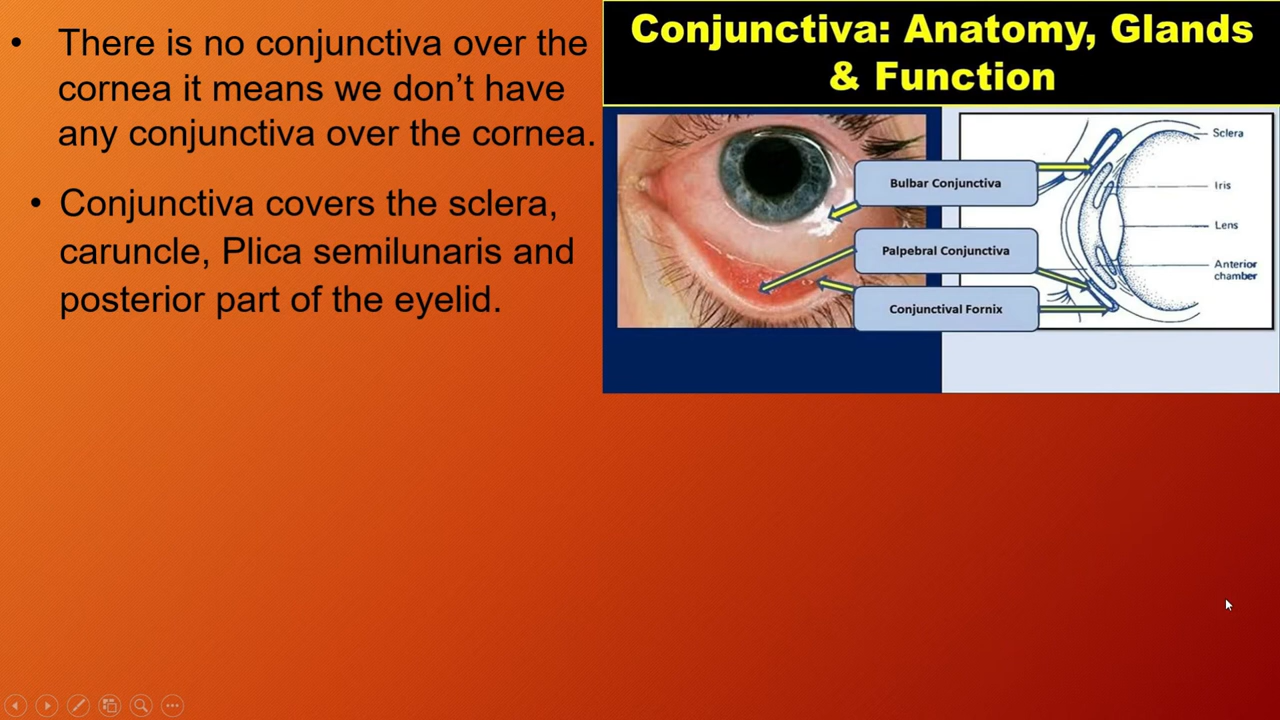 • There is no conjunctiva over the
cornea it means we don’t have
any conjunctiva over the cornea.
• Conjunctiva covers the sclera,
caruncle, Plica semilunaris and
posterior part of the eyelid.
Conjunctiva: Anatomy, Glands
& Function
Bulbar Conjunctiva
Palpebral Conjunctiva
Conjunctival Fornix
Sclera
Iris
Lens
Anterior
chamber